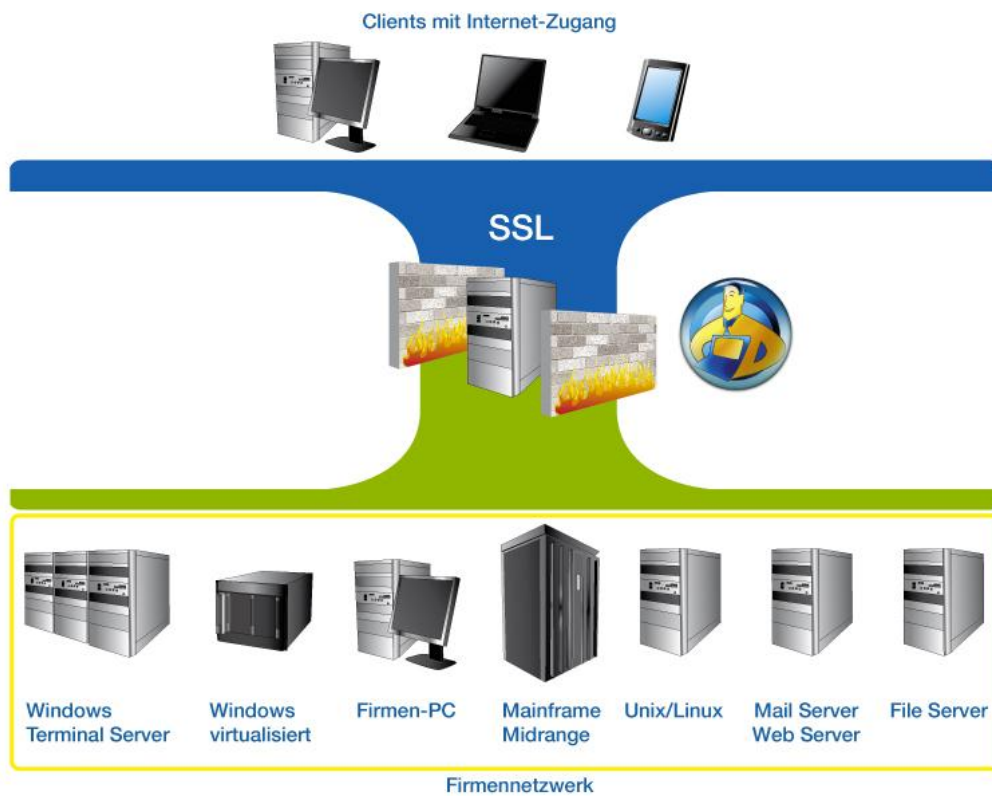 Clients mit Internet-Zugang
SSL
Windows
Terminal Server
Windows
virtualisiert
Firmen-PC
Mainframe
Midrange
Unix/Linux
Mail Server
Web Server
File Server
Firmennetzwerk